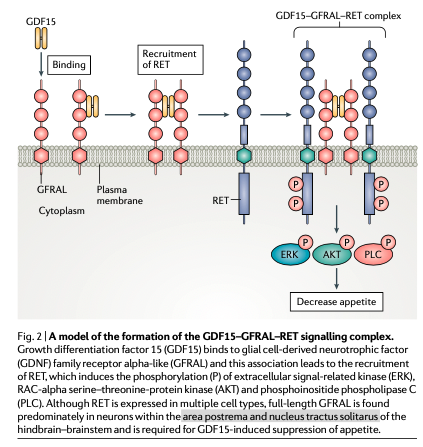 GDF15
GDF15–GFRAL–RET complex
Binding
Recruitment
of RET
GFRAL
Plasma
membrane
Cytoplasm
RET
P
P
P
P
P
P
P
ERK
AKT
PLC
Decrease appetite
Fig. 2 | A model of the formation of the GDF15–GFRAL–RET signalling complex.
Growth differentiation factor 15 (GDF15) binds to glial cell-derived neurotrophic factor
(GDNF) family receptor alpha-like (GFRAL) and this association leads to the recruitment
of RET, which induces the phosphorylation (P) of extracellular signal-related kinase (ERK),
RAC-alpha serine–threonine-protein kinase (AKT) and phosphoinositide phospholipase C
(PLC). Although RET is expressed in multiple cell types, full-length GFRAL is found
predominately in neurons within the area postrema and nucleus tractus solitarus of the
hindbrain–brainstem and is required for GDF15-induced suppression of appetite.